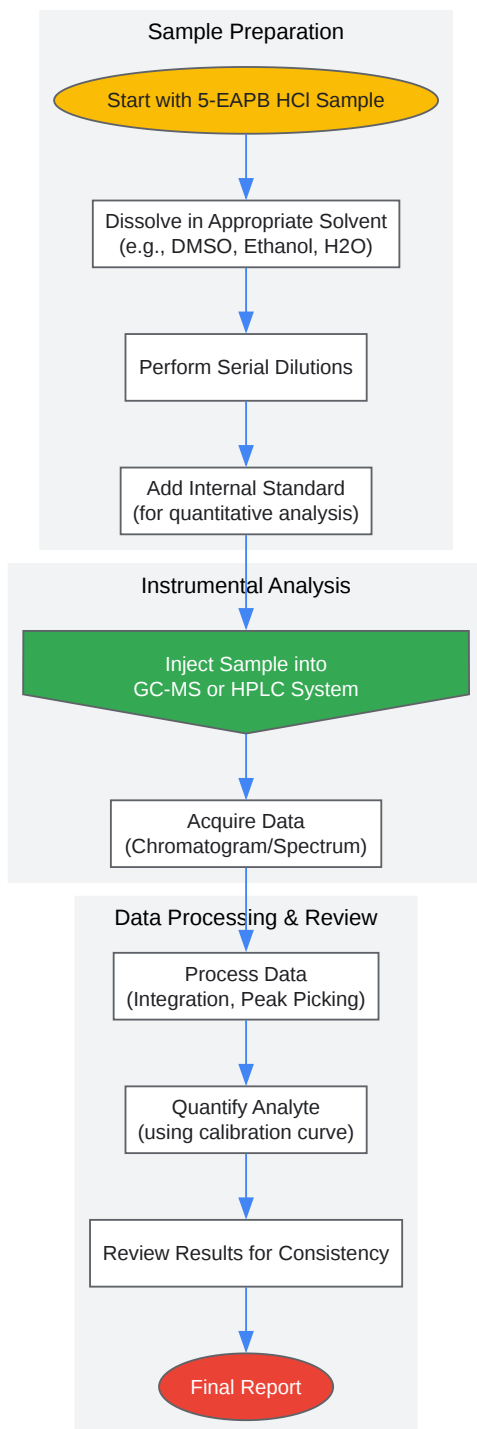 Sample Preparation
Start with 5-EAPB HCl Sample
Dissolve in Appropriate Solvent
(e.g., DMSO, Ethanol, H2O)
Perform Serial Dilutions
Add Internal Standard
(for quantitative analysis)
Instrumental Analysis
Inject Sample into
GC-MS or HPLC System
Acquire Data
(Chromatogram/Spectrum)
Data Processing & Review
Process Data
(Integration, Peak Picking)
Quantify Analyte
(using calibration curve)
Review Results for Consistency
Final Report